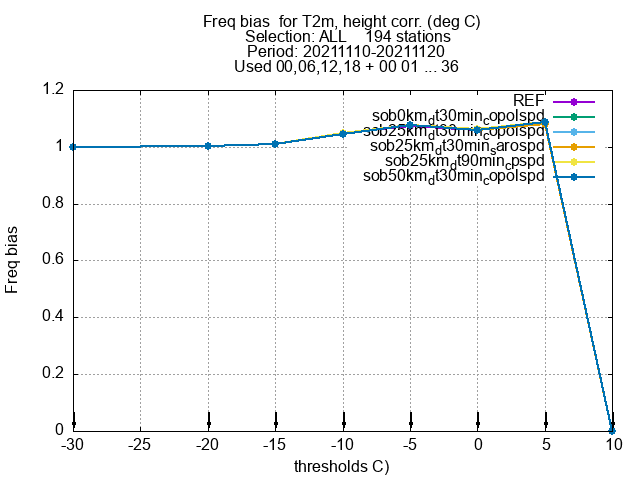 Freq bias  for T2m, height corr. (deg C)
Selection: ALL    194 stations
Period: 20211110-20211120
Used 00,06,12,18 + 00 01 ... 36
REF
sob0km_dt30min_copolspd
sob25km_dt30min_copolspd
sob25km_dt30min_sarospd
sob25km_dt90min_cpspd
sob50km_dt30min_copolspd
1.2
1
0.8
0.6
0.4
0.2
0
Freq bias
-30 -25 -20 -15 -10 -5 0 5 10
thresholds C)